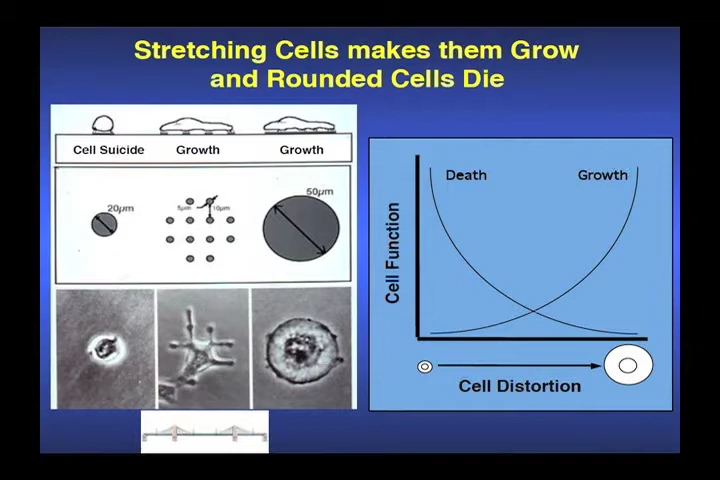 Stretching Cells makes them Grow
and Rounded Cells Die
Cell Suicide
Growth
Growth
20µm
5µm
10µm
50µm
Death
Growth
Cell Function
Cell Distortion